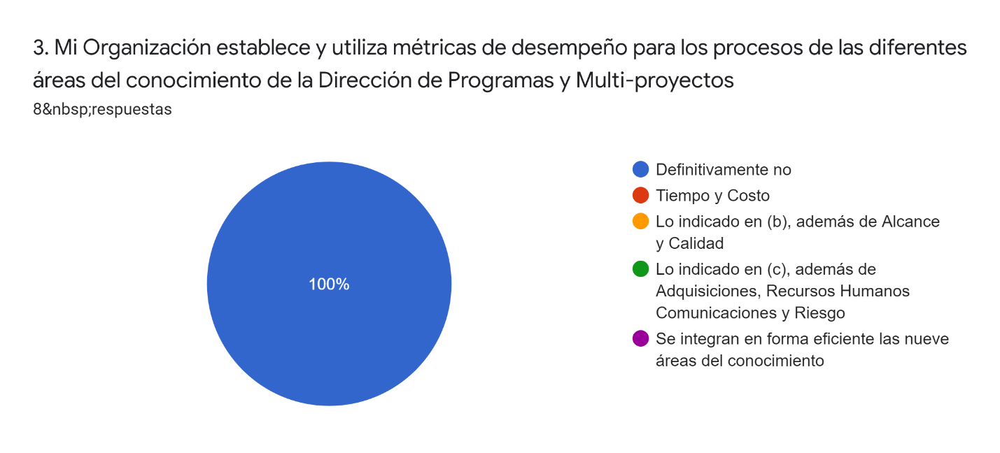 3. Mi Organización establece y utiliza métricas de desempeño para los procesos de las diferentes
áreas del conocimiento de la Dirección de Programas y Multi-proyectos
8&nbsp;respuestas
100%
Definitivamente no
Tiempo y Costo
Lo indicado en (b), además de Alcance
y Calidad
Lo indicado en (c), además de
Adquisiciones, Recursos Humanos
Comunicaciones y Riesgo
Se integran en forma eficiente las nueve
áreas del conocimiento